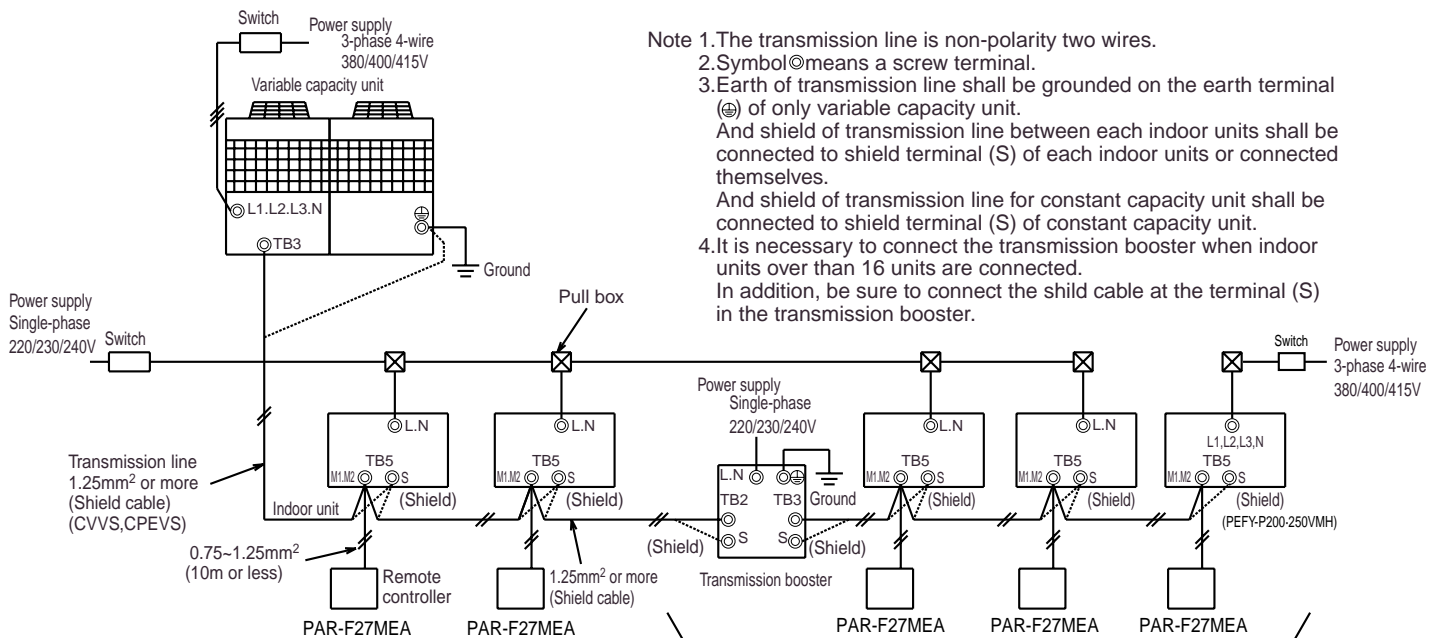 Switch
Power supply
3-phase 4-wire
380/400/415V
Variable capacity unit
L1.L2.L3.N
TB3
Ground
Note 1.The transmission line is non-polarity two wires.
2.Symbol◎means a screw terminal.
3.Earth of transmission line shall be grounded on the earth terminal
(⏚) of only variable capacity unit.
And shield of transmission line between each indoor units shall be
connected to shield terminal (S) of each indoor units or connected
themselves.
And shield of transmission line for constant capacity unit shall be
connected to shield terminal (S) of constant capacity unit.
4.It is necessary to connect the transmission booster when indoor
units over than 16 units are connected.
In addition, be sure to connect the shild cable at the terminal (S)
in the transmission booster.
Power supply
Single-phase
220/230/240V
Switch
Pull box
Switch
Power supply
3-phase 4-wire
380/400/415V
Power supply
Single-phase
220/230/240V
L.N
L.N
L.N
L.N
L1,L2,L3,N
Transmission line
1.25mm² or more
(Shield cable)
(CVVS,CPEVS)
Indoor unit
TB5
M1.M2
S
(Shield)
TB5
M1.M2
S
(Shield)
L.N
TB2
TB3
Ground
S
S
(Shield)
(Shield)
Transmission booster
TB5
M1.M2
S
(Shield)
TB5
M1.M2
S
(Shield)
TB5
M1.M2
S
(Shield)
(PEFY-P200-250VMH)
0.75~1.25mm²
(10m or less)
Remote
controller
1.25mm² or more
(Shield cable)
PAR-F27MEA
PAR-F27MEA
PAR-F27MEA
PAR-F27MEA
PAR-F27MEA